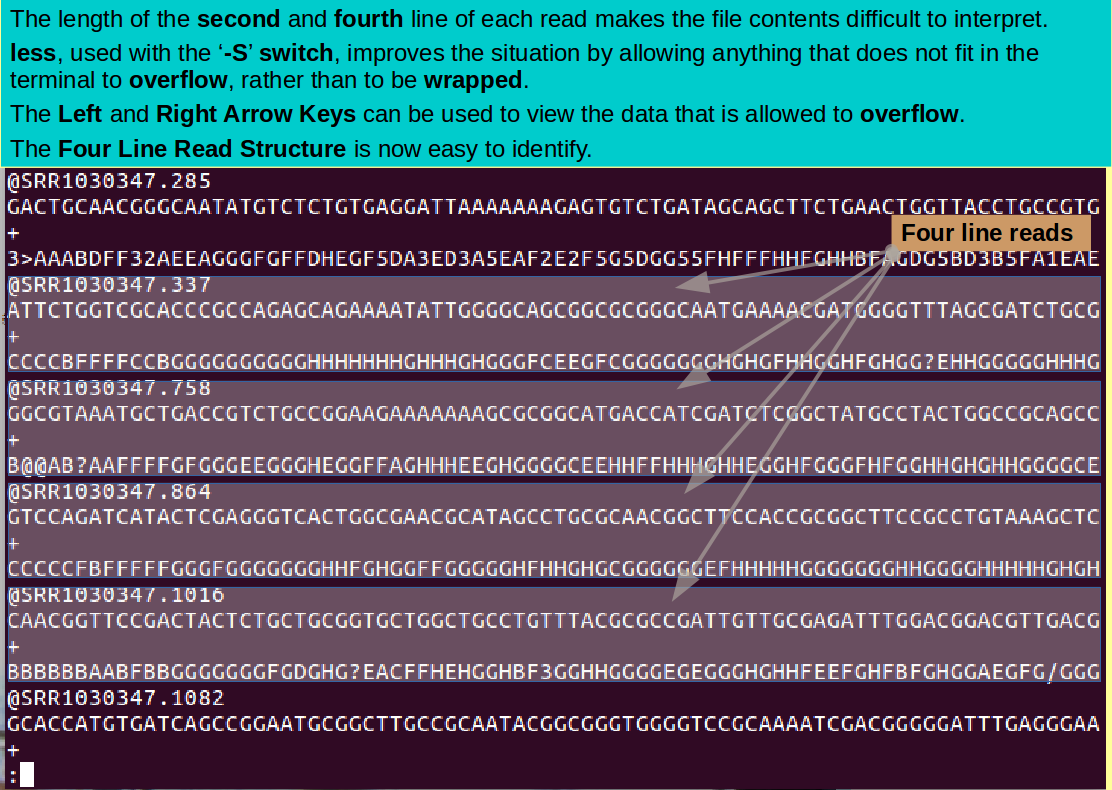 The length of the second and fourth line of each read makes the file contents difficult to interpret.
less, used with the ‘-S’ switch, improves the situation by allowing anything that does not fit in the
terminal to overflow, rather than to be wrapped.
The Left and Right Arrow Keys can be used to view the data that is allowed to overflow.
The Four Line Read Structure is now easy to identify.
@SRR1030347.285
GACTGCAACGGGCAATATGTCTCTGTGAGGATTAAAAAAAGAGTGTCTGATAGCAGCTTCTGAACTGGTTACCTGCCGTG
Four line reads
+
3>AAABDFF32AEEAGGGFGFFDHEGF5DA3ED3A5EAF2E2F5G5DGG55FHFFFHHFGHHBFAGDG5BD3B5FA1EAE
@SRR1030347.337
ATTCTGGTCGCACCCGCCAGAGCAGAAAATATTGGGGCAGCGGCGCGGGCAATGAAAACGATGGGGTTTAGCGATCTGCG
+
CCCCBFFFFCCBGGGGGGGGGGHHHHHHHGHHHGHGGGFCEEGFCGGGGGGGHGHGFHHGGHFGHGG?EHHGGGGGHHHG
@SRR1030347.758
GGCGTAAATGCTGACCGTCTGCCGGAAGAAAAAAAGCGCGGCATGACCATCGATCTCGGCTATGCCTACTGGCCGCAGCC
+
B@@AB?AAFFFFGFGGGEEGGGHEGGFFAGHHHEEGHGGGGCEEHHFFHHHGHHEGGHFGGGFHFGGHHGHGHHGGGGCE
@SRR1030347.864
GTCCAGATCATACTCGAGGGTCACTGGCGAACGCATAGCCTGCGCAACGGCTTCCACCGCGGCTTCCGCCTGTAAAGCTC
+
CCCCCFBFFFFFGGGFGGGGGGGHHFGHGGFFGGGGGHFHHGHGCGGGGGGEFHHHHHGGGGGGGHHGGGGHHHHHGHGH
@SRR1030347.1016
CAACGGTTCCGACTACTCTGCTGCGGTGCTGGCTGCCTGTTTACGCGCCGATTGTTGCGAGATTTGGACGGACGTTGACG
+
BBBBBBAABFBBGGGGGGGFGDGHG?EACFFHEHGGHBF3GGHHGGGGEGEGGGHGHHFEEFGHFBFGHGGAEGFG/GGG
@SRR1030347.1082
GCACCATGTGATCAGCCGGAATGCGGCTTGCCGCAATACGGCGGGTGGGGTCCGCAAAATCGACGGGGGATTTGAGGGAA
+
: